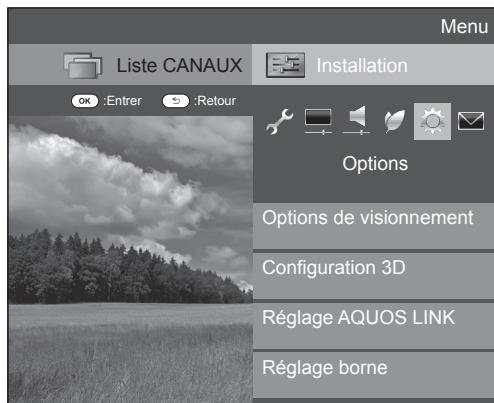 Menu
Liste CANAUX
Installation
OK :Entrer :Retour
Options
Options de visionnement
Configuration 3D
Réglage AQUOS LINK
Réglage borne